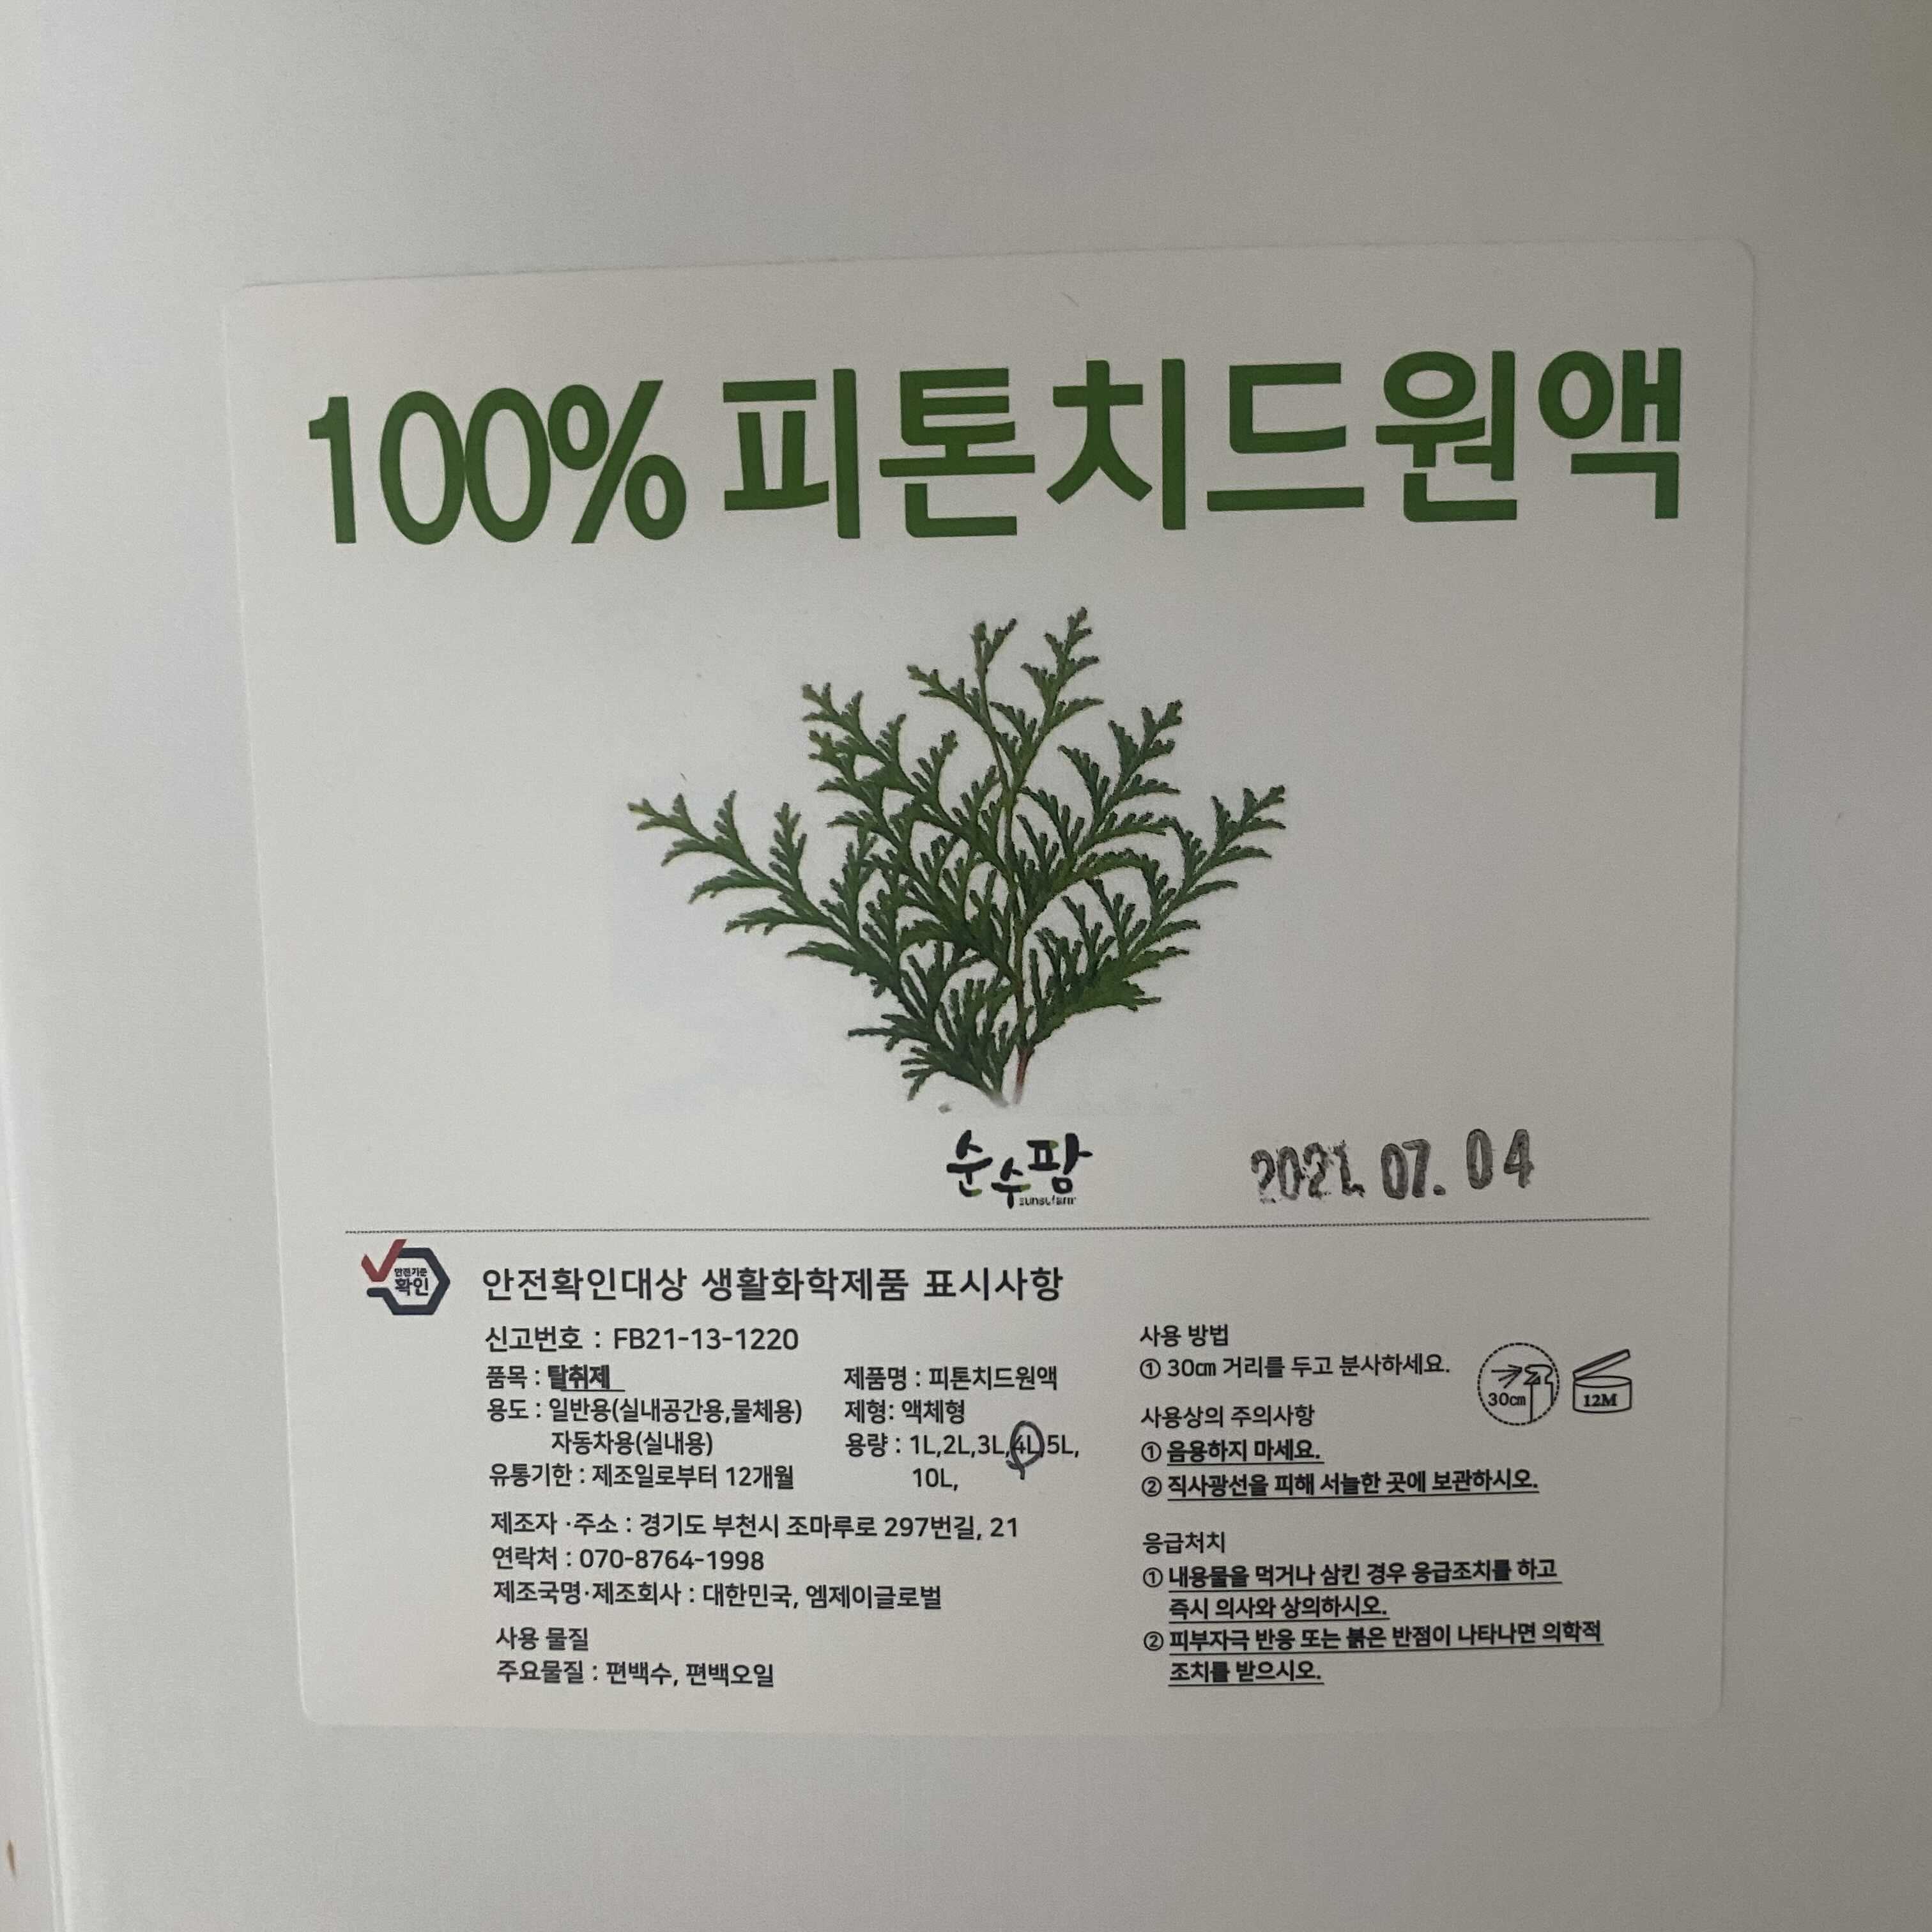 100% 피톤치드원액
순수팜
sunsufarm
2021. 07. 04
안전기준
확인
안전확인대상 생활화학제품 표시사항
신고번호 : FB21-13-1220
품목 : 탈취제
제품명 : 피톤치드원액
용도 : 일반용(실내공간용,물체용)
자동차용(실내용)
제형: 액체형
용량 : 1L,2L,3L,4L,5L,
10L,
유통기한 : 제조일로부터 12개월
제조자 ·주소 : 경기도 부천시 조마루로 297번길, 21
연락처 : 070-8764-1998
제조국명·제조회사 : 대한민국, 엠제이글로벌
사용 물질
주요물질 : 편백수, 편백오일
사용 방법
① 30㎝ 거리를 두고 분사하세요.
30㎝
12M
사용상의 주의사항
① 음용하지 마세요.
② 직사광선을 피해 서늘한 곳에 보관하시오.
응급처치
① 내용물을 먹거나 삼킨 경우 응급조치를 하고
즉시 의사와 상의하시오.
② 피부자극 반응 또는 붉은 반점이 나타나면 의학적
조치를 받으시오.